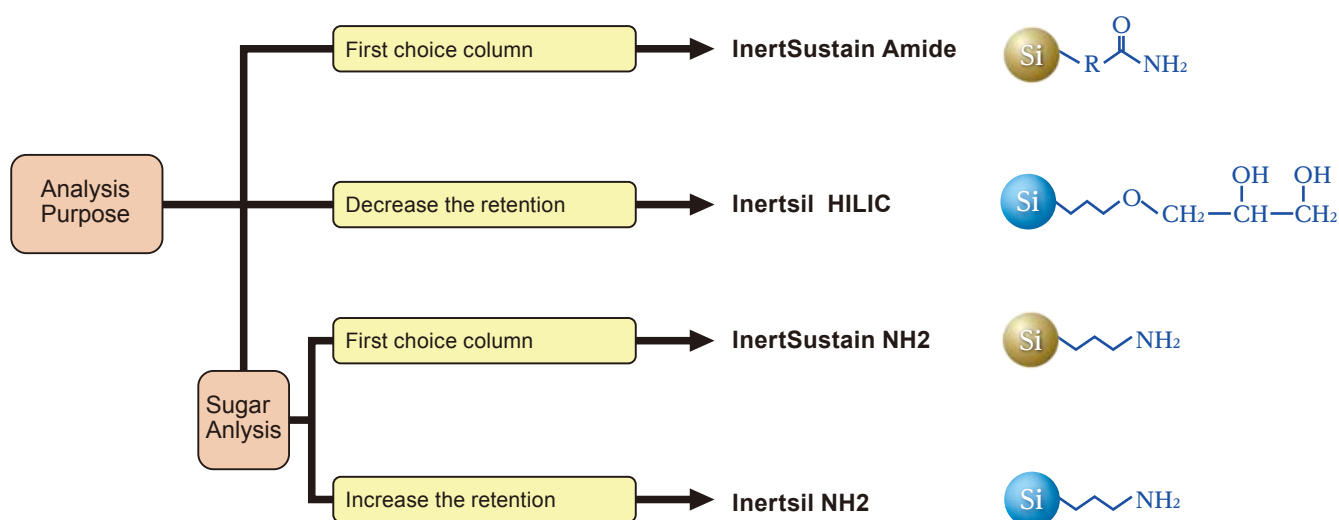 First choice column
InertSustain Amide
Si
R
O
NH2
Analysis
Purpose
Decrease the retention
Inertsil HILIC
Si
O
CH2
OH
CH
OH
CH2
First choice column
InertSustain NH2
Si
NH2
Sugar
Anlysis
Increase the retention
Inertsil NH2
Si
NH2